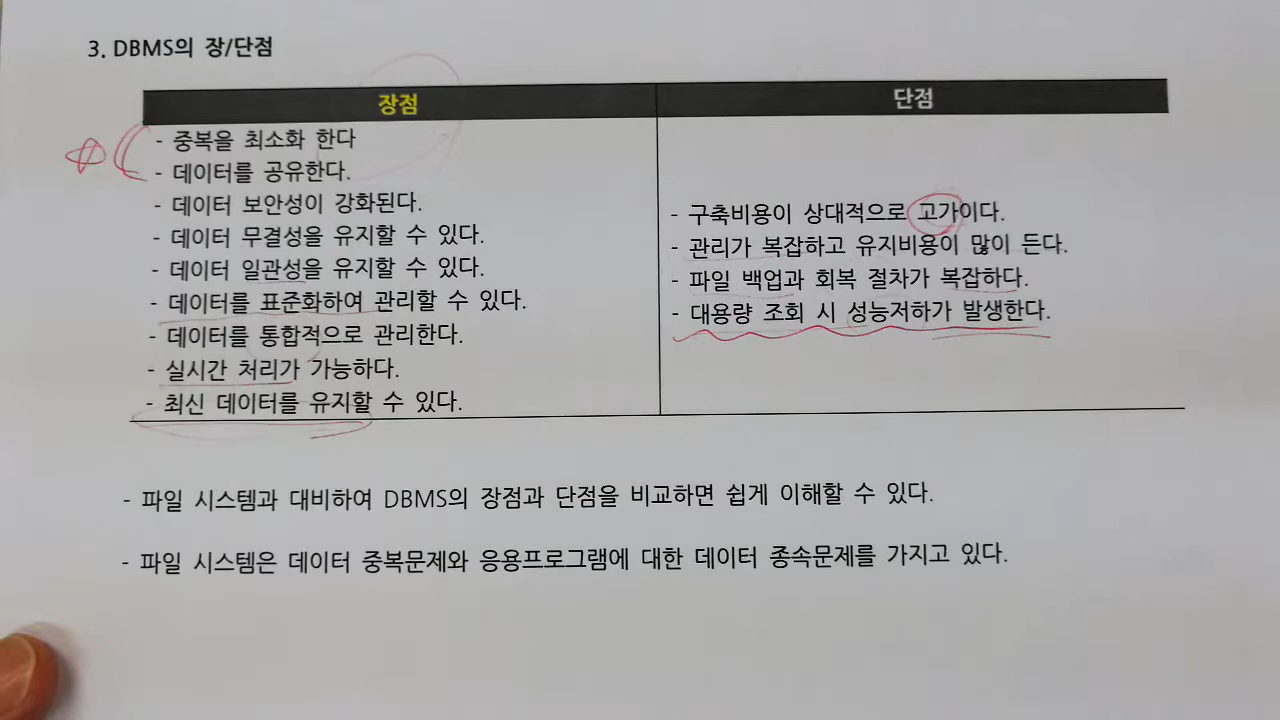 3. DBMS의 장/단점
장점
단점
- 중복을 최소화 한다
- 데이터를 공유한다.
- 데이터 보안성이 강화된다.
- 데이터 무결성을 유지할 수 있다.
- 데이터 일관성을 유지할 수 있다.
- 데이터를 표준화하여 관리할 수 있다.
- 데이터를 통합적으로 관리한다.
- 실시간 처리가 가능하다.
- 최신 데이터를 유지할 수 있다.
- 구축비용이 상대적으로 고가이다.
- 관리가 복잡하고 유지비용이 많이 든다.
- 파일 백업과 회복 절차가 복잡하다.
- 대용량 조회 시 성능저하가 발생한다.
- 파일 시스템과 대비하여 DBMS의 장점과 단점을 비교하면 쉽게 이해할 수 있다.
- 파일 시스템은 데이터 중복문제와 응용프로그램에 대한 데이터 종속문제를 가지고 있다.